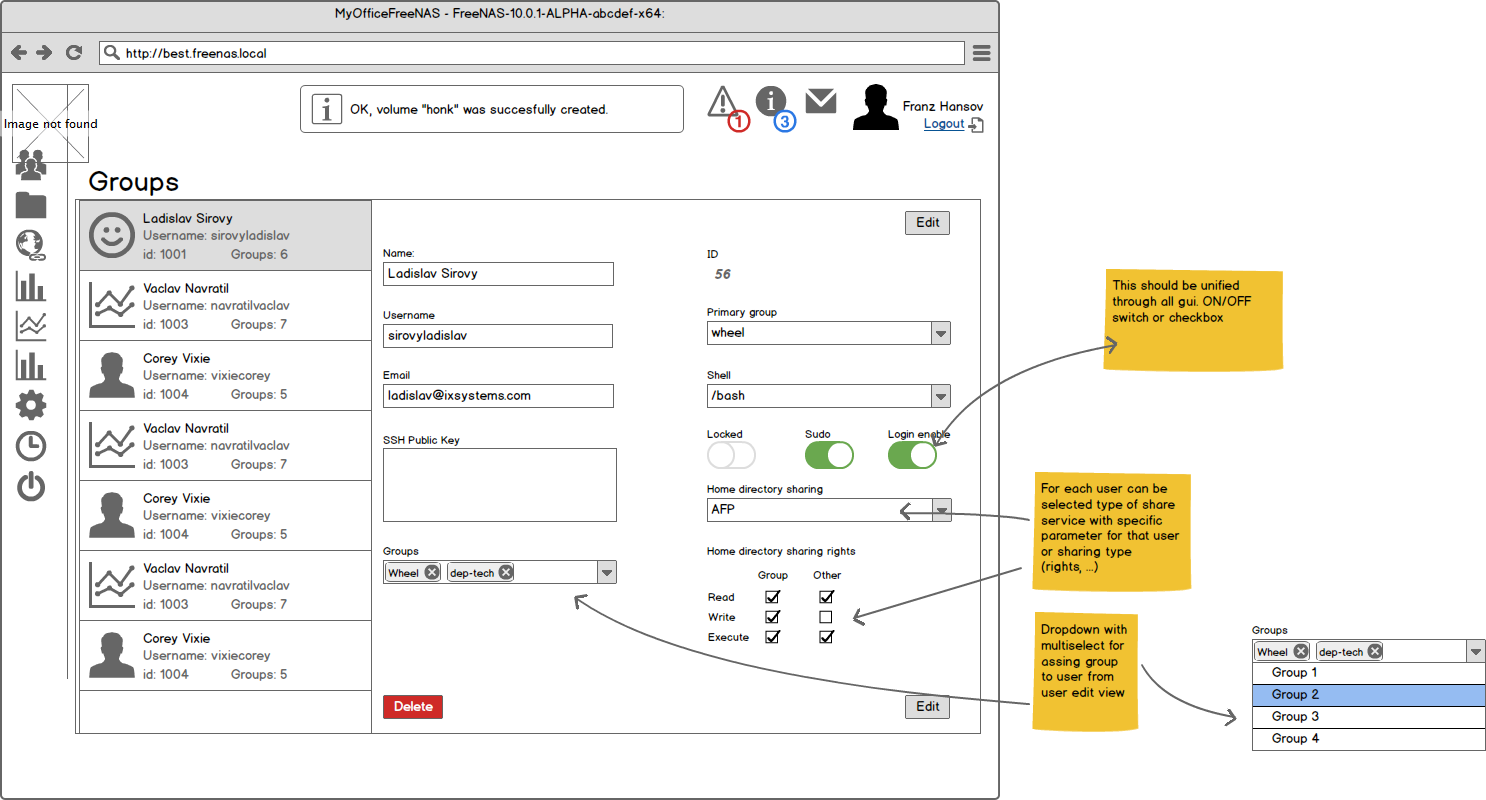 MyOfficeFreeNAS - FreeNAS-10.0.1-ALPHA-abcdef-x64:
http://best.freenas.local
Image not found
OK, volume "honk" was succesfully created.
1
3
Franz Hansov
Logout
Groups
Ladislav Sirovy
Username: sirovyladislav
id: 1001 Groups: 6
Vaclav Navratil
Username: navratilvaclav
id: 1003 Groups: 7
Corey Vixie
Username: vixiecorey
id: 1004 Groups: 5
Vaclav Navratil
Username: navratilvaclav
id: 1003 Groups: 7
Corey Vixie
Username: vixiecorey
id: 1004 Groups: 5
Vaclav Navratil
Username: navratilvaclav
id: 1003 Groups: 7
Corey Vixie
Username: vixiecorey
id: 1004 Groups: 5
Edit
Name:
Ladislav Sirovy
Username
sirovyladislav
Email
ladislav@ixsystems.com
SSH Public Key
Groups
Wheel dep-tech
Delete
ID
56
Primary group
wheel
Shell
/bash
Locked Sudo Login enable
Home directory sharing
AFP
Home directory sharing rights
Group Other
Read
Write
Execute
Edit
This should be unified
through all gui. ON/OFF
switch or checkbox
For each user can be
selected type of share
service with specific
parameter for that user
or sharing type
(rights, ...)
Dropdown with
multiselect for
assing group
to user from
user edit view
Groups
Wheel dep-tech
Group 1
Group 2
Group 3
Group 4